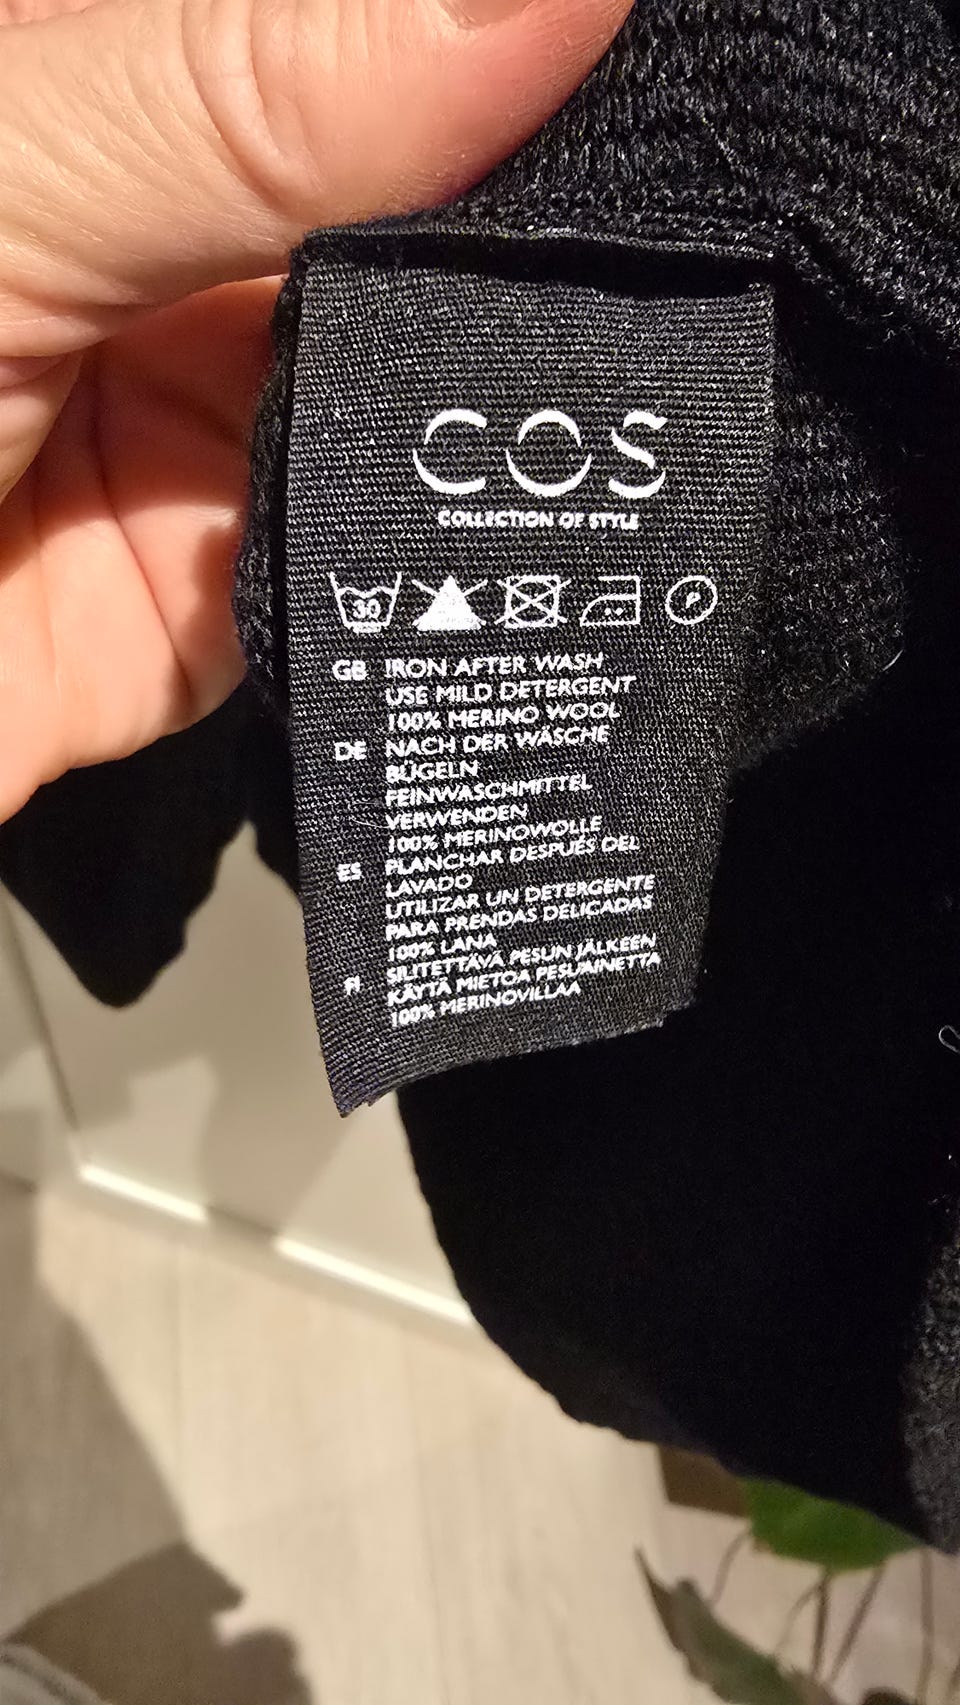 COS
COLLECTION OF STYLE
30 P
GB IRON AFTER WASH
USE MILD DETERGENT
100% MERINO WOOL
DE NACH DER WÄSCHE
BÜGELN
FEINWASCHMITTEL
VERWENDEN
100% MERINOWOLLE
ES PLANCHAR DESPUÉS DEL
LAVADO
UTILIZAR UN DETERGENTE
PARA PRENDAS DELICADAS
100% LANA
FI SILITETTÄVÄ PESUN JÄLKEEN
KÄYTÄ MIETOA PESUAINETTA
100% MERINOVILLAA